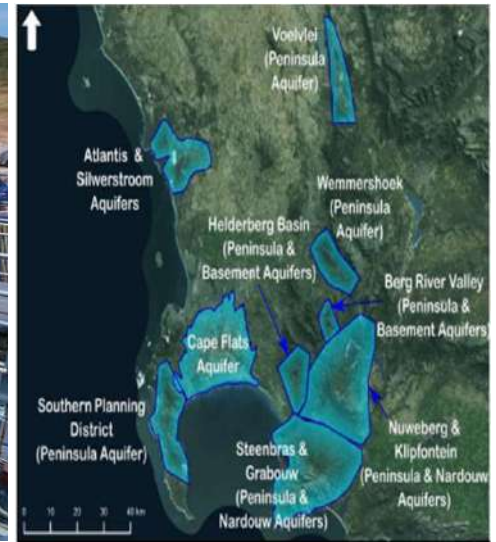 Voelvlei
(Peninsula
Aquifer)
Atlantis &
Silwerstroom
Aquifers
Wemmershoek
(Peninsula
Aquifer)
Helderberg Basin
(Peninsula &
Basement Aquifers)
Berg River Valley
(Peninsula &
Basement Aquifers)
Cape Flats
Aquifer
Southern Planning
District
(Peninsula Aquifer)
Steenbras &
Grabouw
(Peninsula &
Nardouw Aquifers)
Nuweberg &
Klipfontein
(Peninsula & Nardouw
Aquifers)
0 10 20 30 40 km